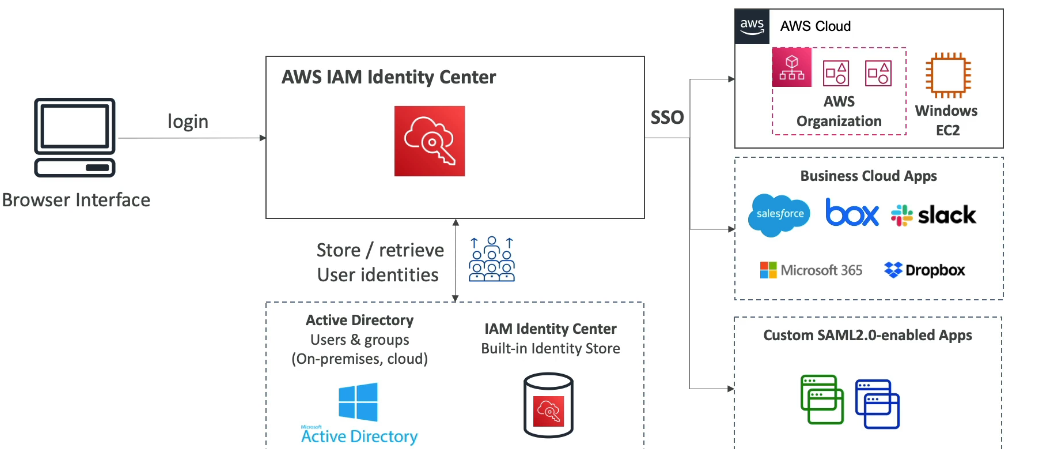 aws
AWS Cloud
AWS IAM Identity Center
AWS
Organization
Windows
EC2
login
SSO
Browser Interface
Business Cloud Apps
salesforce
box
slack
Microsoft 365
Dropbox
Store / retrieve
User identities
Active Directory
Users & groups
(On-premises, cloud)
Microsoft
Active Directory
IAM Identity Center
Built-in Identity Store
Custom SAML2.0-enabled Apps